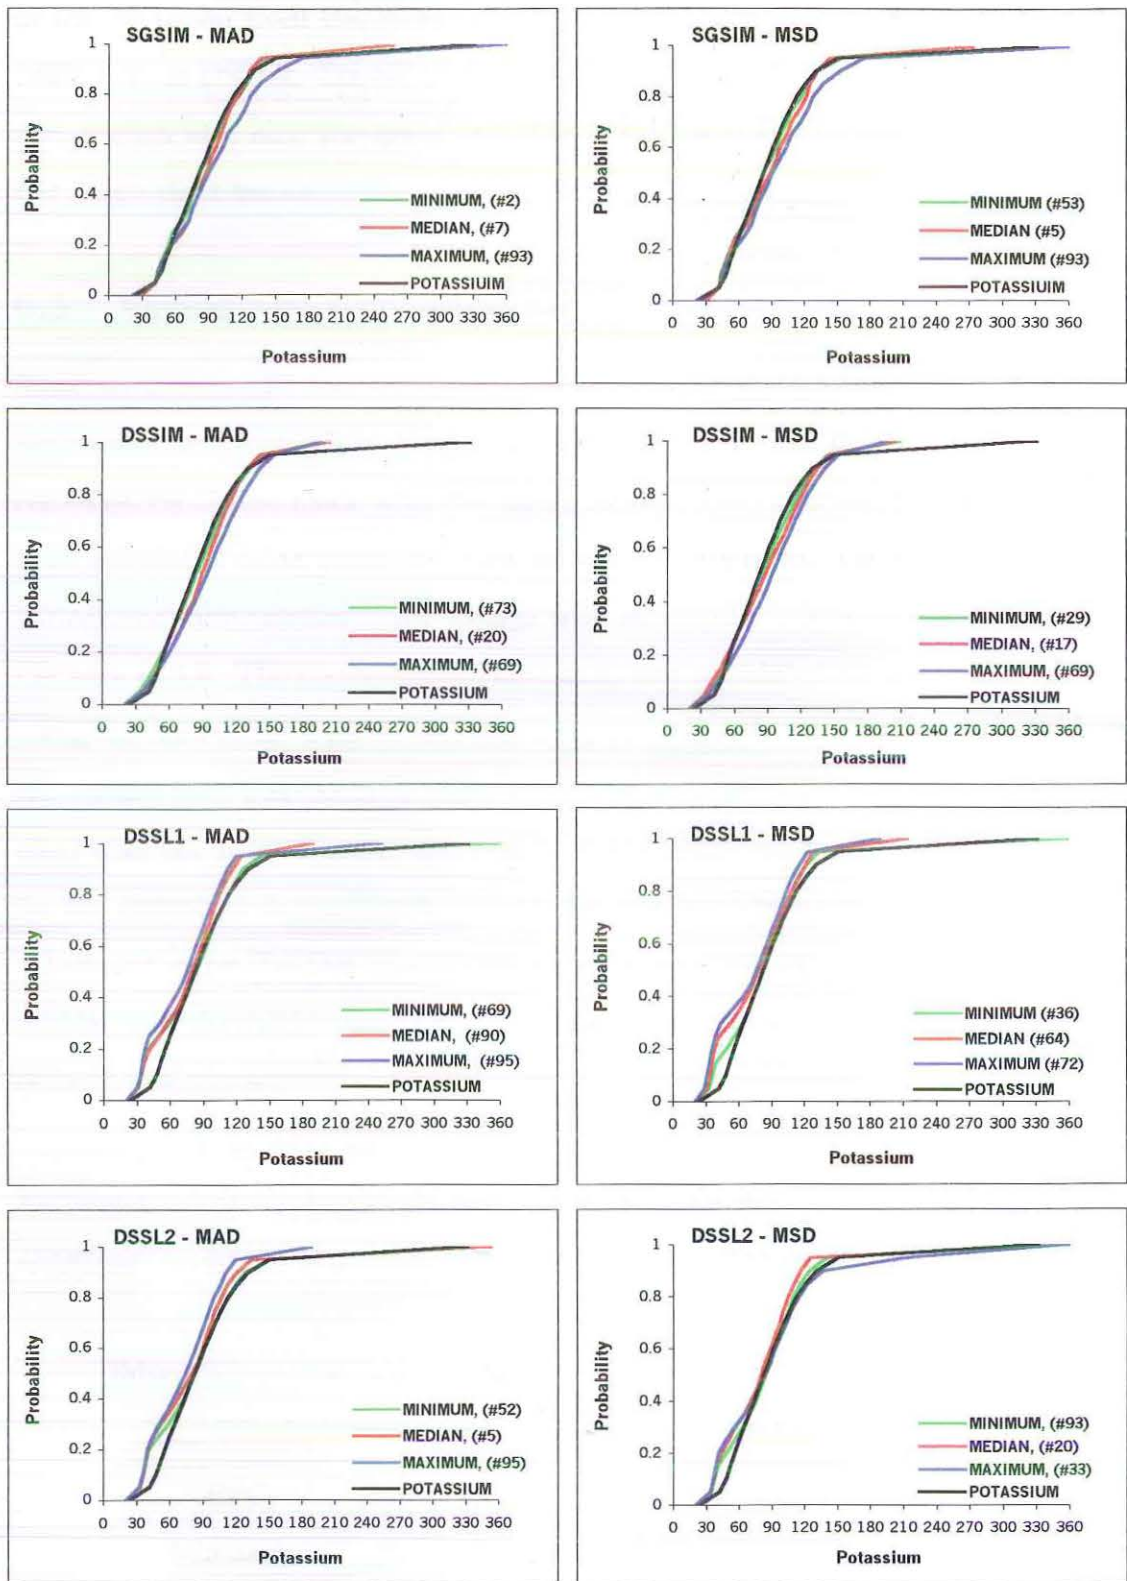 SGSIM - MAD
1
0.8
0.6
0.4
0.2
0
Probability
MINIMUM, (#2)
MEDIAN, (#7)
MAXIMUM, (#93)
POTASSIUIM
0 30 60 90 120 150 180 210 240 270 300 330 360
Potassium
SGSIM - MSD
1
0.8
0.6
0.4
0.2
0
Probability
MINIMUM (#53)
MEDIAN (#5)
MAXIMUM (#93)
POTASSIUM
0 30 60 90 120 150 180 210 240 270 300 330 360
Potassium
DSSIM - MAD
1
0.8
0.6
0.4
0.2
0
Probability
MINIMUM, (#73)
MEDIAN, (#20)
MAXIMUM, (#69)
POTASSIUM
0 30 60 90 120 150 180 210 240 270 300 330 360
Potassium
DSSIM - MSD
1
0.8
0.6
0.4
0.2
0
Probability
MINIMUM, (#29)
MEDIAN, (#17)
MAXIMUM, (#69)
POTASSIUM
0 30 60 90 120 150 180 210 240 270 300 330 360
Potassium
DSSL1 - MAD
1
0.8
0.6
0.4
0.2
0
Probability
MINIMUM, (#69)
MEDIAN, (#90)
MAXIMUM, (#95)
POTASSIUM
0 30 60 90 120 150 180 210 240 270 300 330 360
Potassium
DSSL1 - MSD
1
0.8
0.6
0.4
0.2
0
Probability
MINIMUM (#36)
MEDIAN (#64)
MAXIMUM (#72)
POTASSIUM
0 30 60 90 120 150 180 210 240 270 300 330 360
Potassium
DSSL2 - MAD
1
0.8
0.6
0.4
0.2
0
Probability
MINIMUM, (#52)
MEDIAN, (#5)
MAXIMUM, (#95)
POTASSIUM
0 30 60 90 120 150 180 210 240 270 300 330 360
Potassium
DSSL2 - MSD
1
0.8
0.6
0.4
0.2
0
Probability
MINIMUM, (#93)
MEDIAN, (#20)
MAXIMUM, (#33)
POTASSIUM
0 30 60 90 120 150 180 210 240 270 300 330 360
Potassium